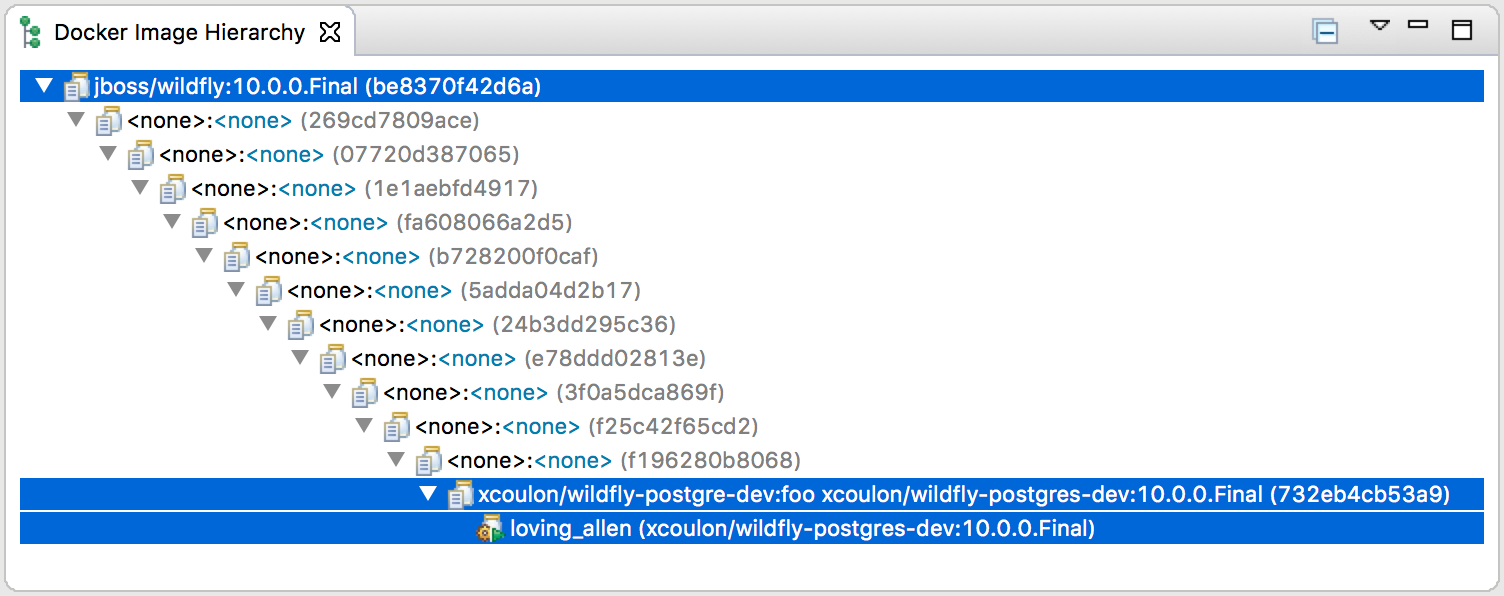 Docker Image Hierarchy
jboss/wildfly:10.0.0.Final (be8370f42d6a)
<none>:<none> (269cd7809ace)
<none>:<none> (07720d387065)
<none>:<none> (1e1aebfd4917)
<none>:<none> (fa608066a2d5)
<none>:<none> (b728200f0caf)
<none>:<none> (5adda04d2b17)
<none>:<none> (24b3dd295c36)
<none>:<none> (e78ddd02813e)
<none>:<none> (3f0a5dca869f)
<none>:<none> (f25c42f65cd2)
<none>:<none> (f196280b8068)
xcoulon/wildfly-postgre-dev:foo xcoulon/wildfly-postgres-dev:10.0.0.Final (732eb4cb53a9)
loving_allen (xcoulon/wildfly-postgres-dev:10.0.0.Final)